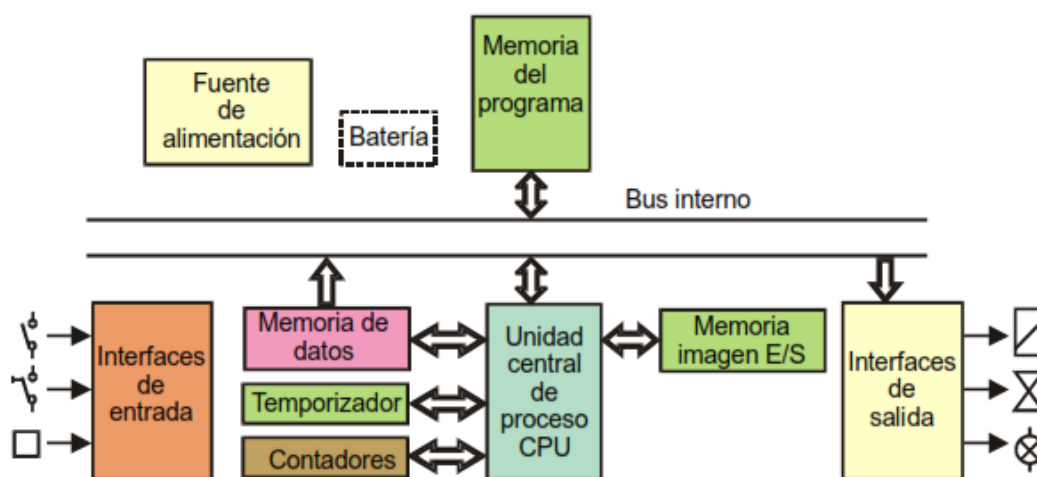 Memoria
del
programa
Fuente
de
alimentación
Batería
Bus interno
Interfaces
de
entrada
Memoria de
datos
Temporizador
Contadores
Unidad
central
de
proceso
CPU
Memoria
imagen E/S
Interfaces
de
salida